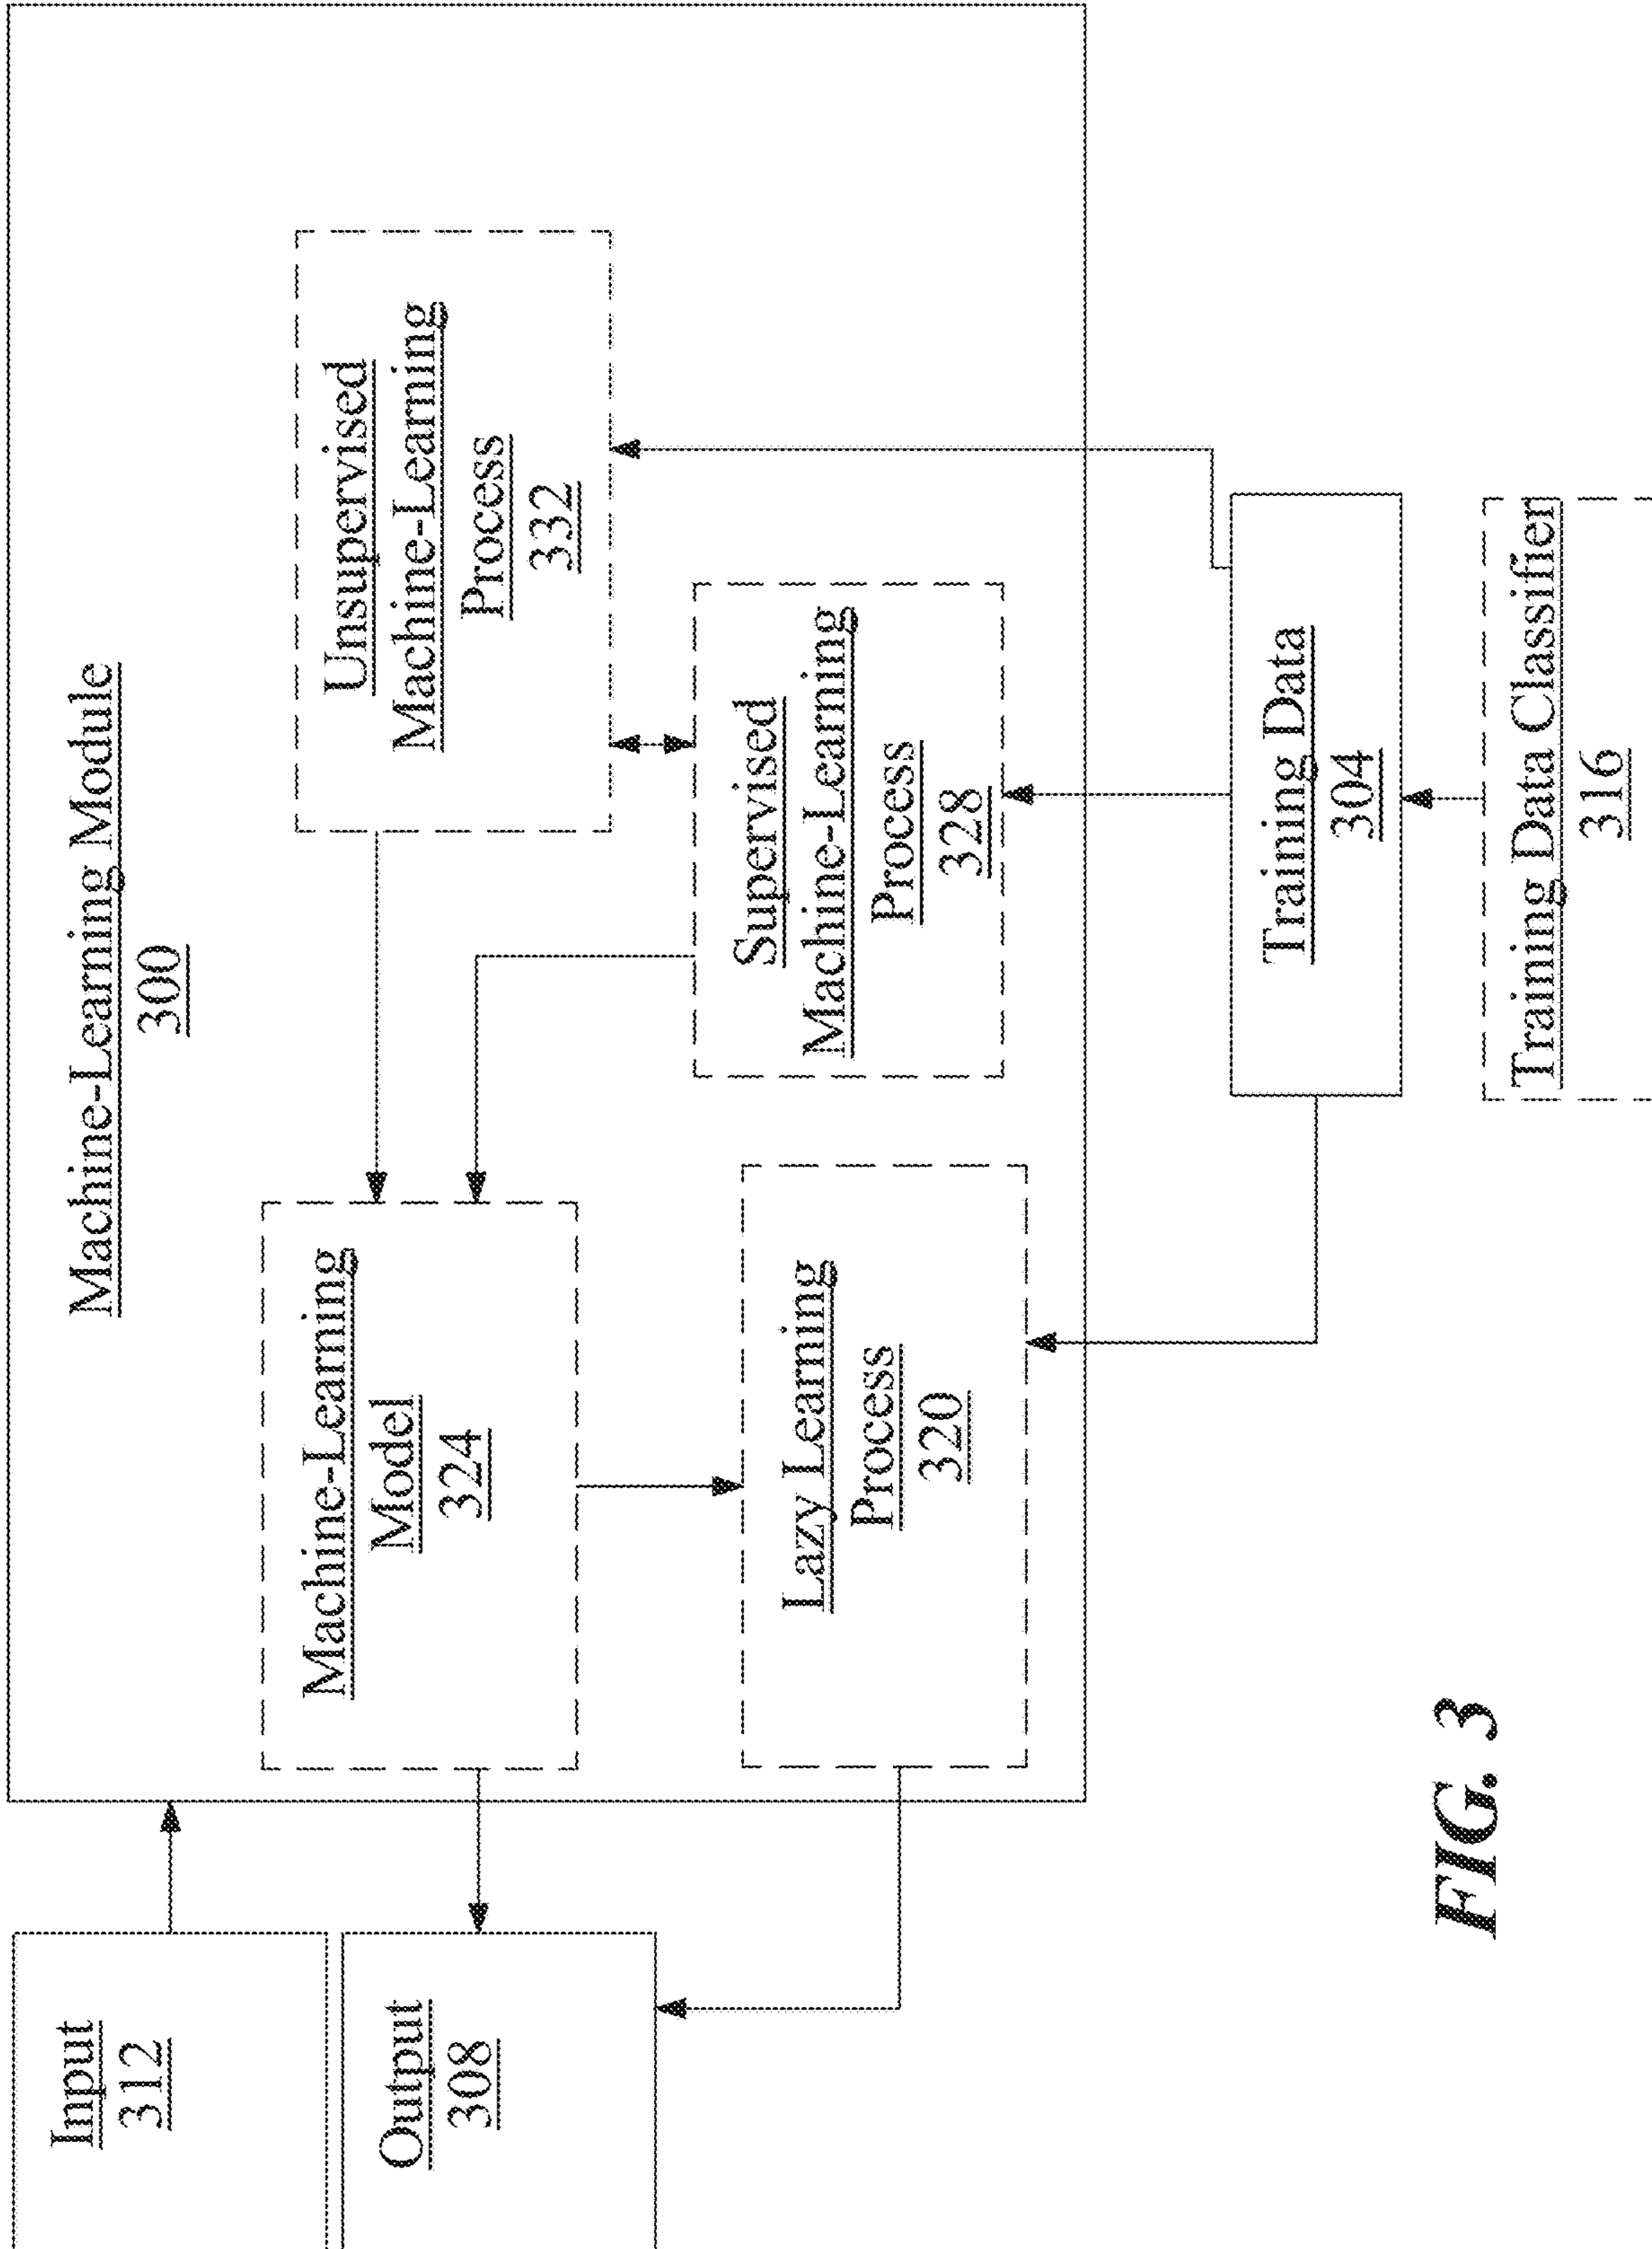 Machine-Learning Module
300
Input
312
Output
308
Machine-Learning
Model
324
Unsupervised
Machine-Learning
Process
332
Supervised
Machine-Learning
Process
328
Lazy Learning
Process
320
Training Data
304
Training Data Classifier
316
FIG. 3